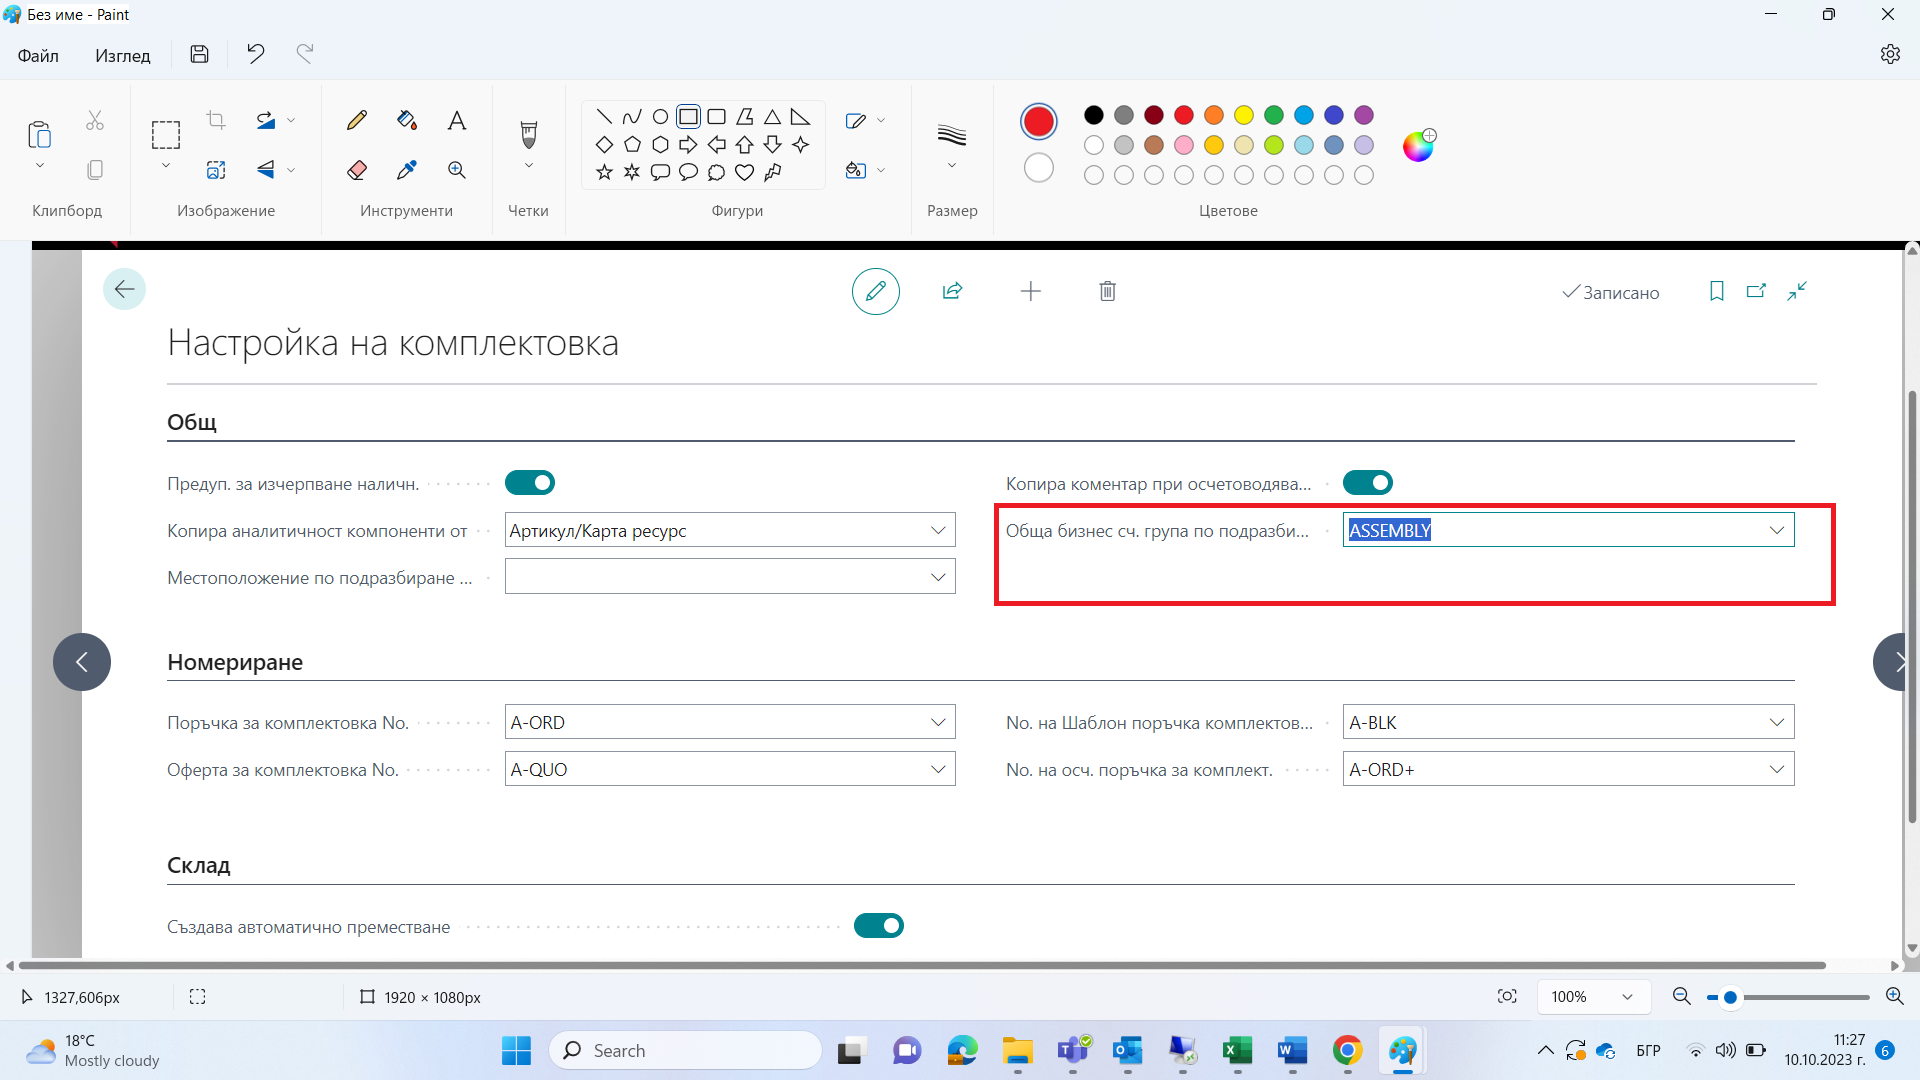 Без име - Paint
Файл
Изглед
Клипборд
Изображение
Инструменти
Четки
Фигури
Размер
Цветове
Записано
Настройка на комплектовка
Общ
Предуп. за изчерпване наличн.
Копира коментар при осчетоводява...
Копира аналитичност компоненти от
Артикул/Карта ресурс
Обща бизнес сч. група по подразби...
ASSEMBLY
Местоположение по подразбиране ...
Номериране
Поръчка за комплектовка No.
A-ORD
No. на Шаблон поръчка комплектов...
A-BLK
Оферта за комплектовка No.
A-QUO
No. на осч. поръчка за комплект.
A-ORD+
Склад
Създава автоматично преместване
1327,606px
1920 × 1080px
100%
18°C
Mostly cloudy
Search
БГР
11:27
10.10.2023 г.
6